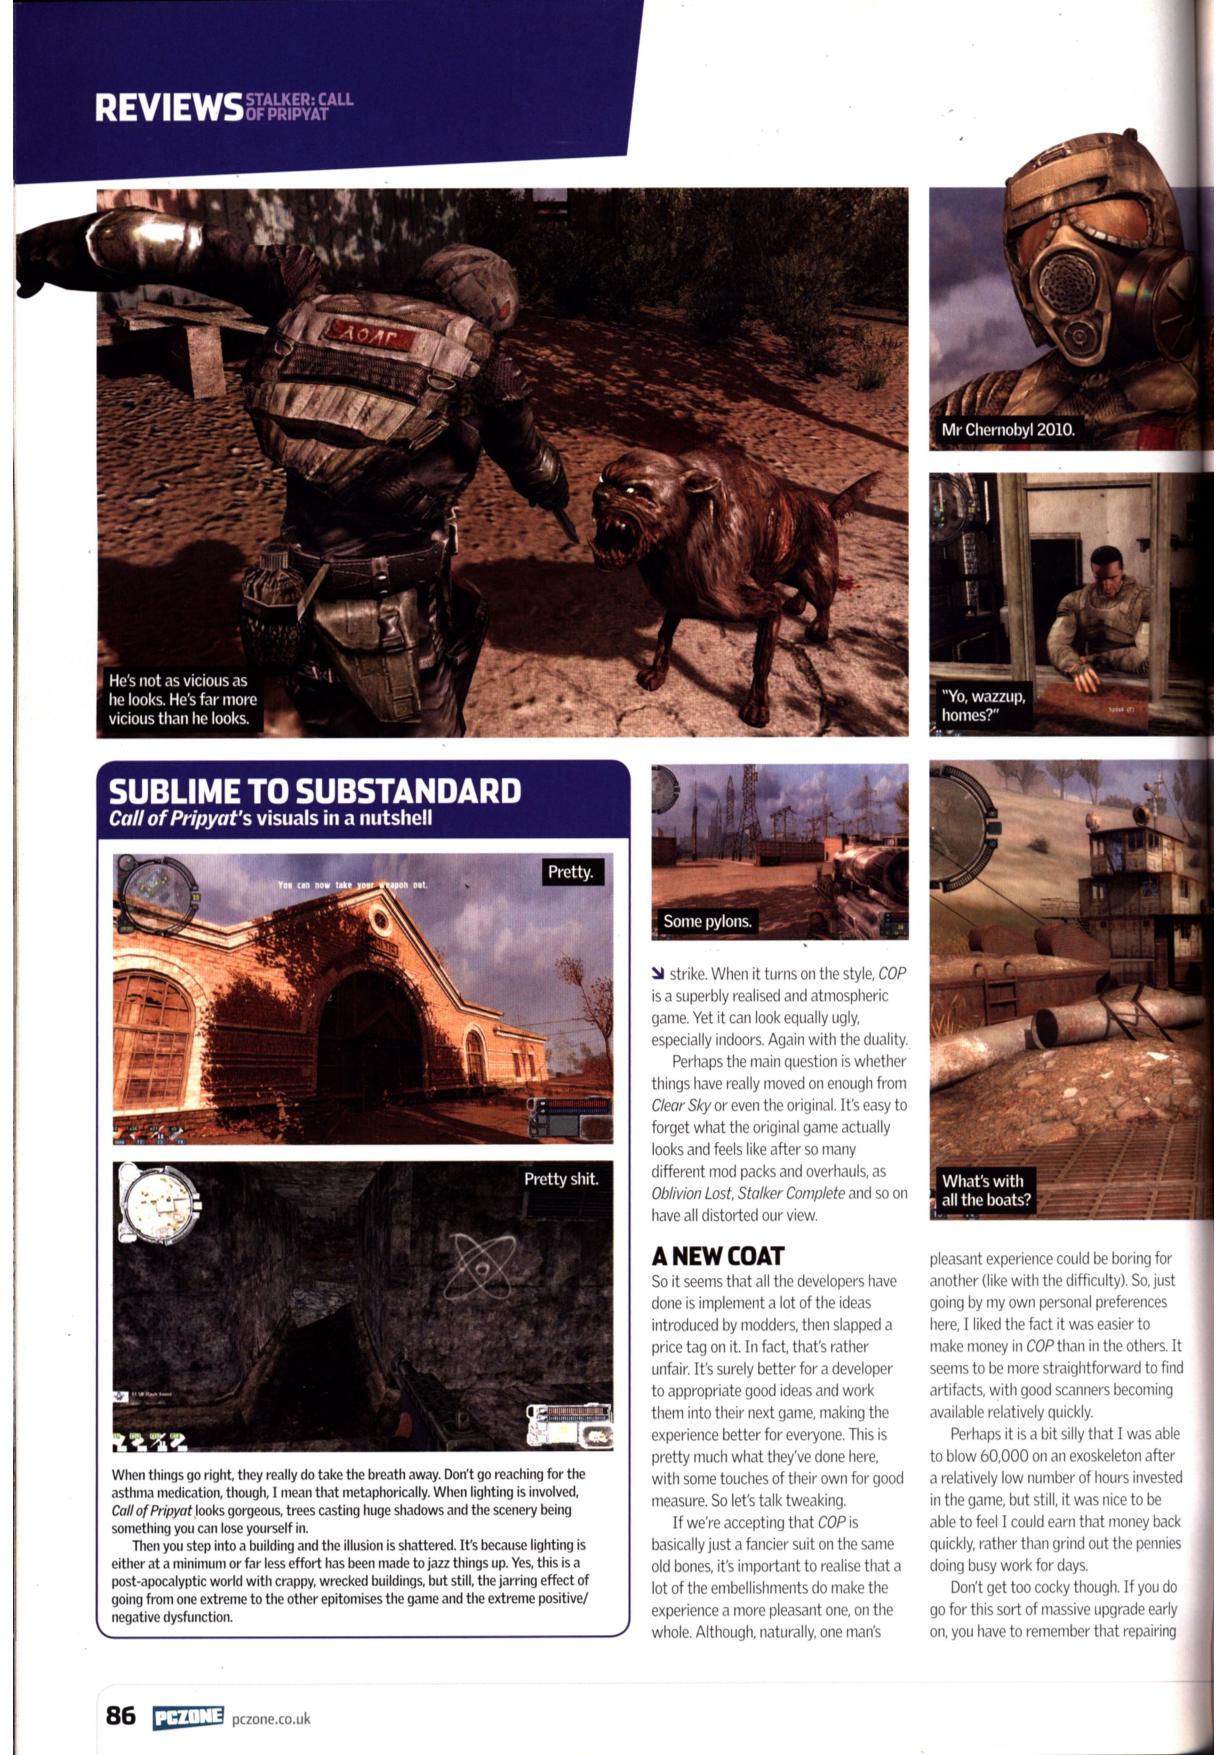 REVIEWS STALKER: CALL
OF PRIPYAT
He's not as vicious as
he looks. He's far more
vicious than he looks.
Mr Chernobyl 2010.
"Yo, wazzup,
homes?"
SUBLIME TO SUBSTANDARD
Call of Pripyat's visuals in a nutshell
You can now take your weapon out.
Pretty.
Pretty shit.
When things go right, they really do take the breath away. Don't go reaching for the
asthma medication, though, I mean that metaphorically. When lighting is involved,
Call of Pripyat looks gorgeous, trees casting huge shadows and the scenery being
something you can lose yourself in.
Then you step into a building and the illusion is shattered. It's because lighting is
either at a minimum or far less effort has been made to jazz things up. Yes, this is a
post-apocalyptic world with crappy, wrecked buildings, but still, the jarring effect of
going from one extreme to the other epitomises the game and the extreme positive/
negative dysfunction.
Some pylons.
strike. When it turns on the style, COP
is a superbly realised and atmospheric
game. Yet it can look equally ugly,
especially indoors. Again with the duality.
Perhaps the main question is whether
things have really moved on enough from
Clear Sky or even the original. It's easy to
forget what the original game actually
looks and feels like after so many
different mod packs and overhauls, as
Oblivion Lost, Stalker Complete and so on
have all distorted our view.
A NEW COAT
So it seems that all the developers have
done is implement a lot of the ideas
introduced by modders, then slapped a
price tag on it. In fact, that's rather
unfair. It's surely better for a developer
to appropriate good ideas and work
them into their next game, making the
experience better for everyone. This is
pretty much what they've done here,
with some touches of their own for good
measure. So let's talk tweaking.
If we're accepting that COP is
basically just a fancier suit on the same
old bones, it's important to realise that a
lot of the embellishments do make the
experience a more pleasant one, on the
whole. Although, naturally, one man's
What's with
all the boats?
pleasant experience could be boring for
another (like with the difficulty). So, just
going by my own personal preferences
here, I liked the fact it was easier to
make money in COP than in the others. It
seems to be more straightforward to find
artifacts, with good scanners becoming
available relatively quickly.
Perhaps it is a bit silly that I was able
to blow 60,000 on an exoskeleton after
a relatively low number of hours invested
in the game, but still, it was nice to be
able to feel I could earn that money back
quickly, rather than grind out the pennies
doing busy work for days.
Don't get too cocky though. If you do
go for this sort of massive upgrade early
on, you have to remember that repairing
86 PCZONE pczone.co.uk